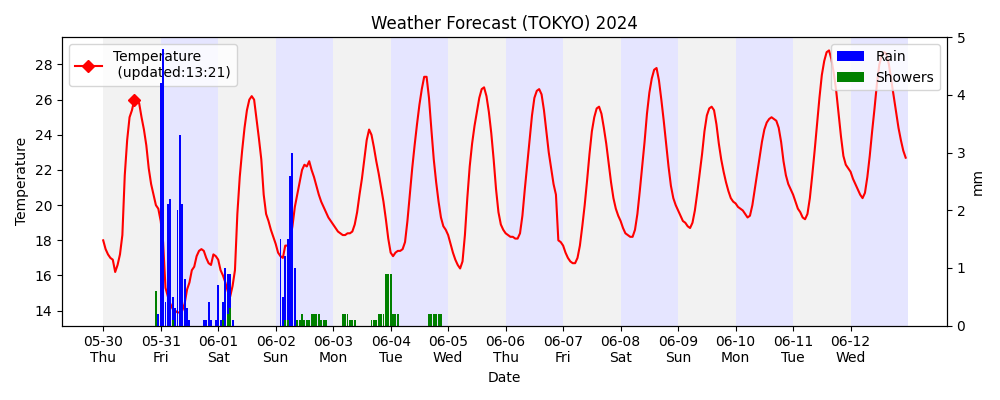 Weather Forecast (TOKYO) 2024
Temperature
(updated:13:21)
Rain
Showers
Temperature
28
26
24
22
20
18
16
14
5
4
3
2
1
0
mm
05-30 05-31 06-01 06-02 06-03 06-04 06-05 06-06 06-07 06-08 06-09 06-10 06-11 06-12
Thu Fri Sat Sun Mon Tue Wed Thu Fri Sat Sun Mon Tue Wed
Date